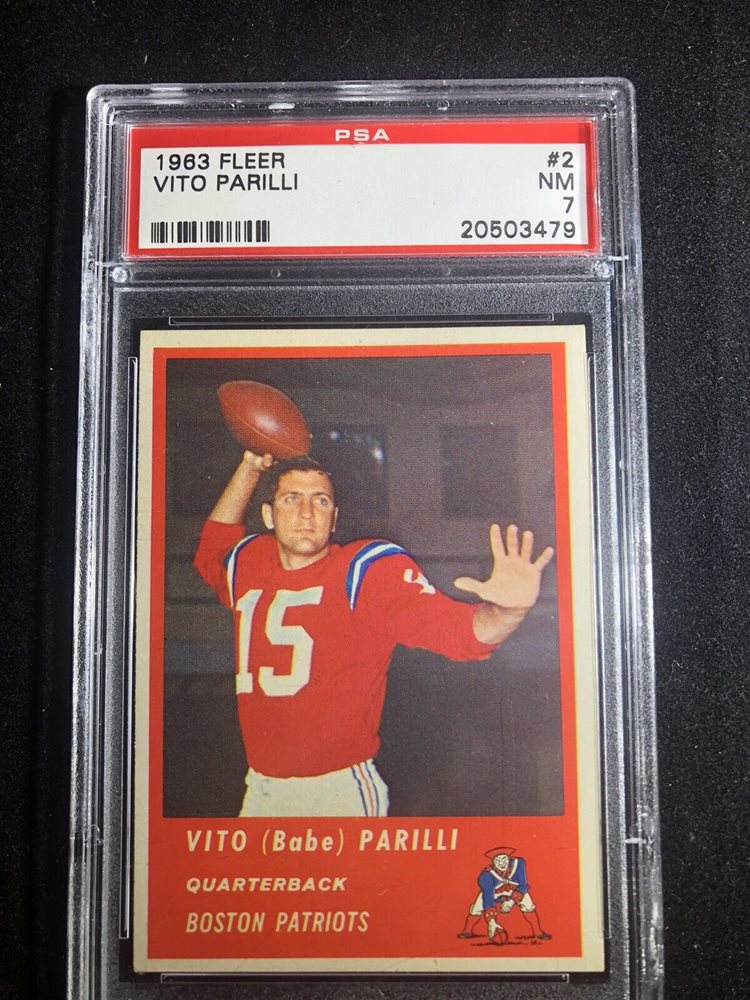 PSA
1963 FLEER #2
VITO PARILLI NM
7
20503479
15
VITO (Babe) PARILLI
QUARTERBACK
BOSTON PATRIOTS